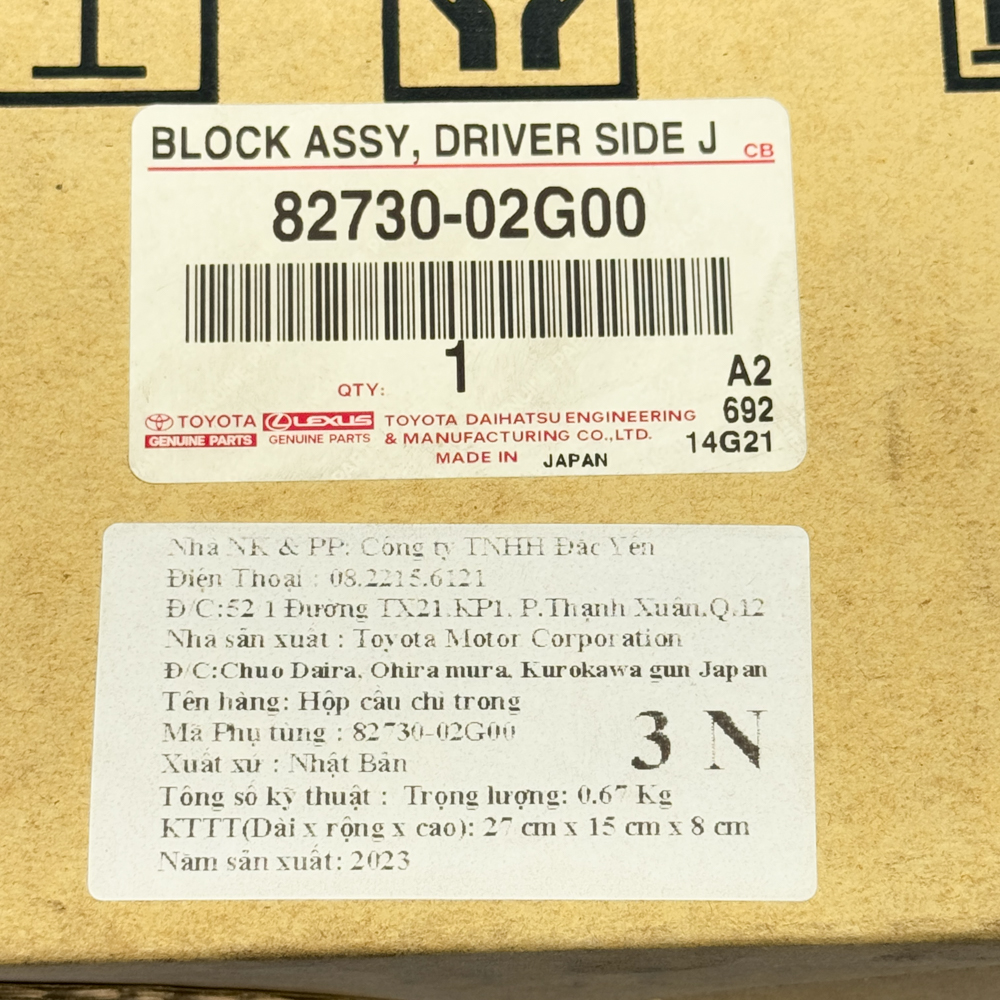 BLOCK ASSY, DRIVER SIDE J CB
82730-02G00
QTY: 1
A2
692
14G21
TOYOTA GENUINE PARTS
LEXUS GENUINE PARTS
TOYOTA DAIHATSU ENGINEERING
& MANUFACTURING CO.,LTD.
MADE IN JAPAN
Nhà NK & PP: Công ty TNHH Đắc Yến
Điện Thoại : 08.2215.6121
Đ/C:52 1 Đường TX21.KP1. P.Thạnh Xuân.Q.12
Nhà sản xuất : Toyota Motor Corporation
Đ/C:Chuo Daira, Ohira mura, Kurokawa gun Japan
Tên hàng: Hộp cầu chì trong
Mã Phụ tùng : 82730-02G00
3 N
Xuất xứ : Nhật Bản
Tổng số kỹ thuật : Trọng lượng: 0.67 Kg
KTTT(Dài x rộng x cao): 27 cm x 15 cm x 8 cm
Năm sản xuất: 2023